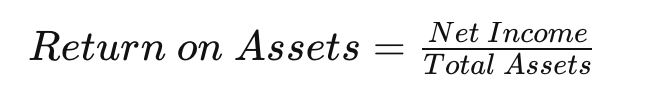 Return on Assets = Net Income / Total Assets